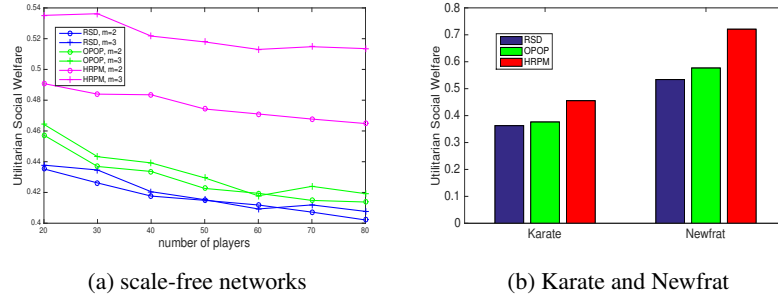 0.54
0.52
0.5
0.48
0.46
0.44
0.42
0.4
Utilitarian Social Welfare
RSD, m=2
RSD, m=3
OPOP, m=2
OPOP, m=3
HRPM, m=2
HRPM, m=3
20 30 40 50 60 70 80
number of players
(a) scale-free networks
0.8
0.7
0.6
0.5
0.4
0.3
0.2
0.1
0
Utilitarian Social Welfare
RSD
OPOP
HRPM
Karate Newfrat
(b) Karate and Newfrat